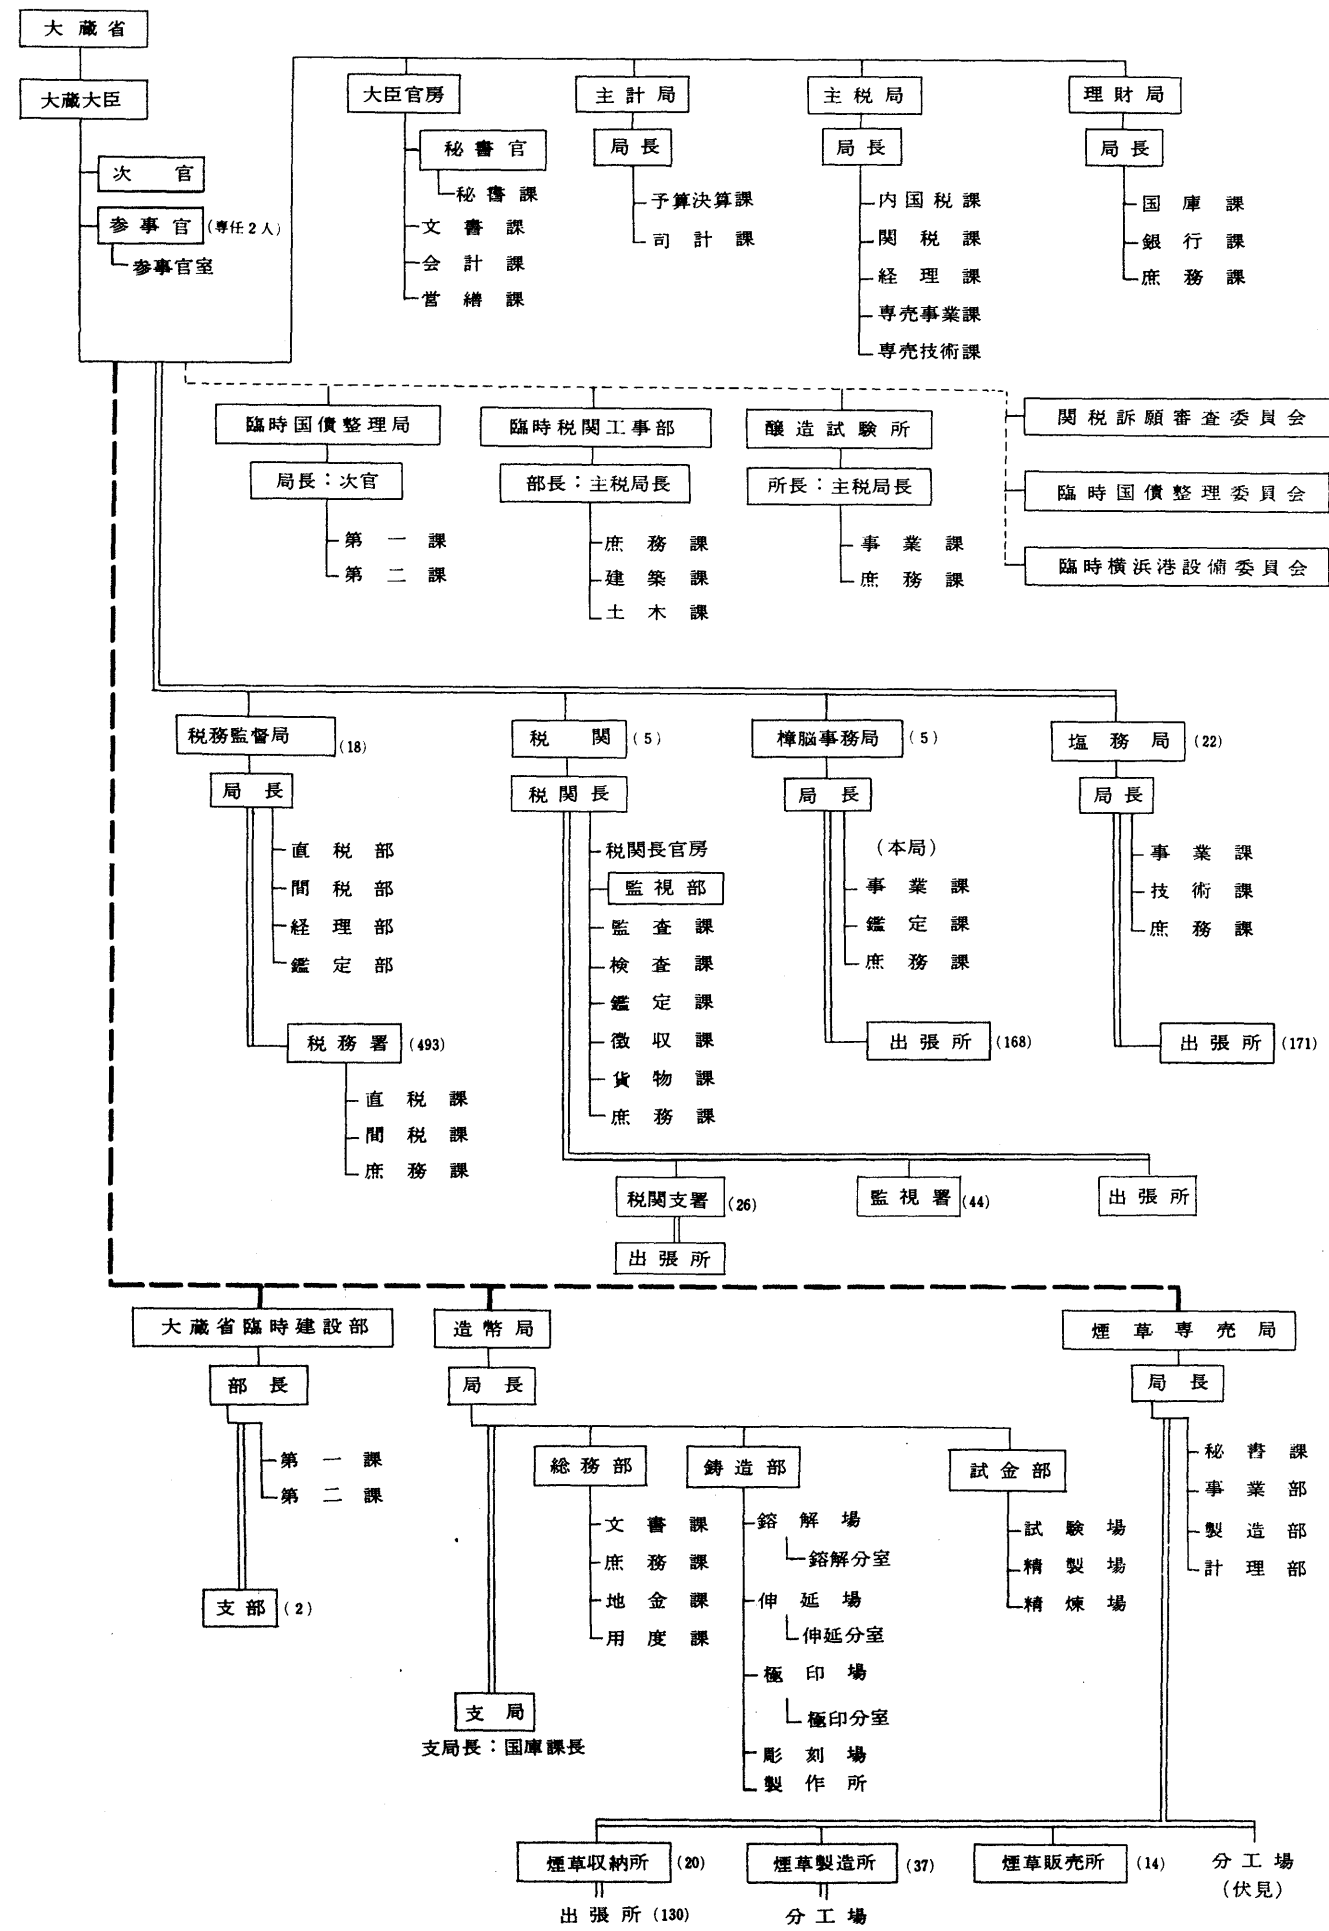 大蔵省
大蔵大臣
次官
参事官 (専任2人)
参事官室
大臣官房
秘書官
秘書課
文書課
会計課
営繕課
主計局
局長
予算決算課
司計課
主税局
局長
内国税課
関税課
経理課
専売事業課
専売技術課
理財局
局長
国庫課
銀行課
庶務課
臨時国債整理局
局長：次官
第一課
第二課
臨時税関工事部
部長：主税局長
庶務課
建築課
土木課
醸造試験所
所長：主税局長
事業課
庶務課
関税訴願審査委員会
臨時国債整理委員会
臨時横浜港設備委員会
税務監督局 (18)
局長
直税部
間税部
経理部
鑑定部
税務署 (493)
直税課
間税課
庶務課
税関 (5)
税関長
税関長官房
監視部
監査課
検査課
鑑定課
徴収課
貨物課
庶務課
税関支署 (26)
出張所
監視署 (44)
出張所
樟脳事務局 (5)
局長
(本局)
事業課
鑑定課
庶務課
出張所 (168)
塩務局 (22)
局長
事業課
技術課
庶務課
出張所 (171)
大蔵省臨時建設部
部長
第一課
第二課
支部 (2)
造幣局
局長
総務部
文書課
庶務課
地金課
用度課
鋳造部
鎔解場
鎔解分室
伸延場
伸延分室
極印場
極印分室
彫刻場
製作所
試金部
試験場
精製場
精煉場
支局
支局長：国庫課長
煙草専売局
局長
秘書課
事業部
製造部
計理部
煙草収納所 (20)
出張所 (130)
煙草製造所 (37)
分工場
煙草販売所 (14)
分工場
(伏見)